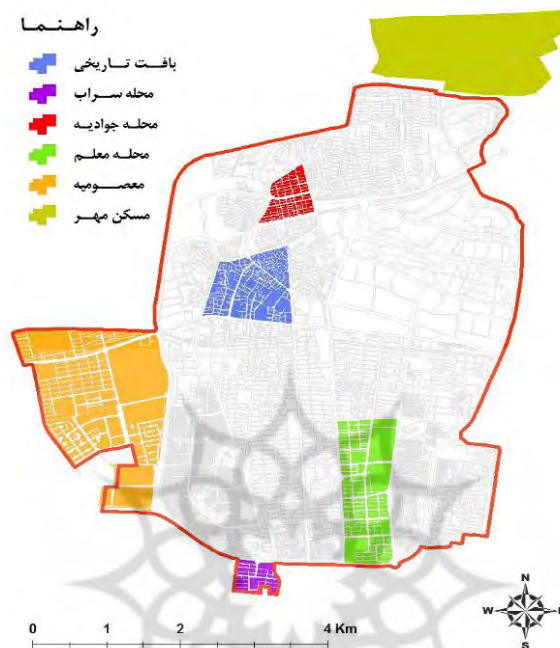 راهنما
بافت تاریخی
محله سراب
محله جوادیه
محله معلم
معصومیه
مسکن مهر
N
W E
S
0 1 2 4 Km